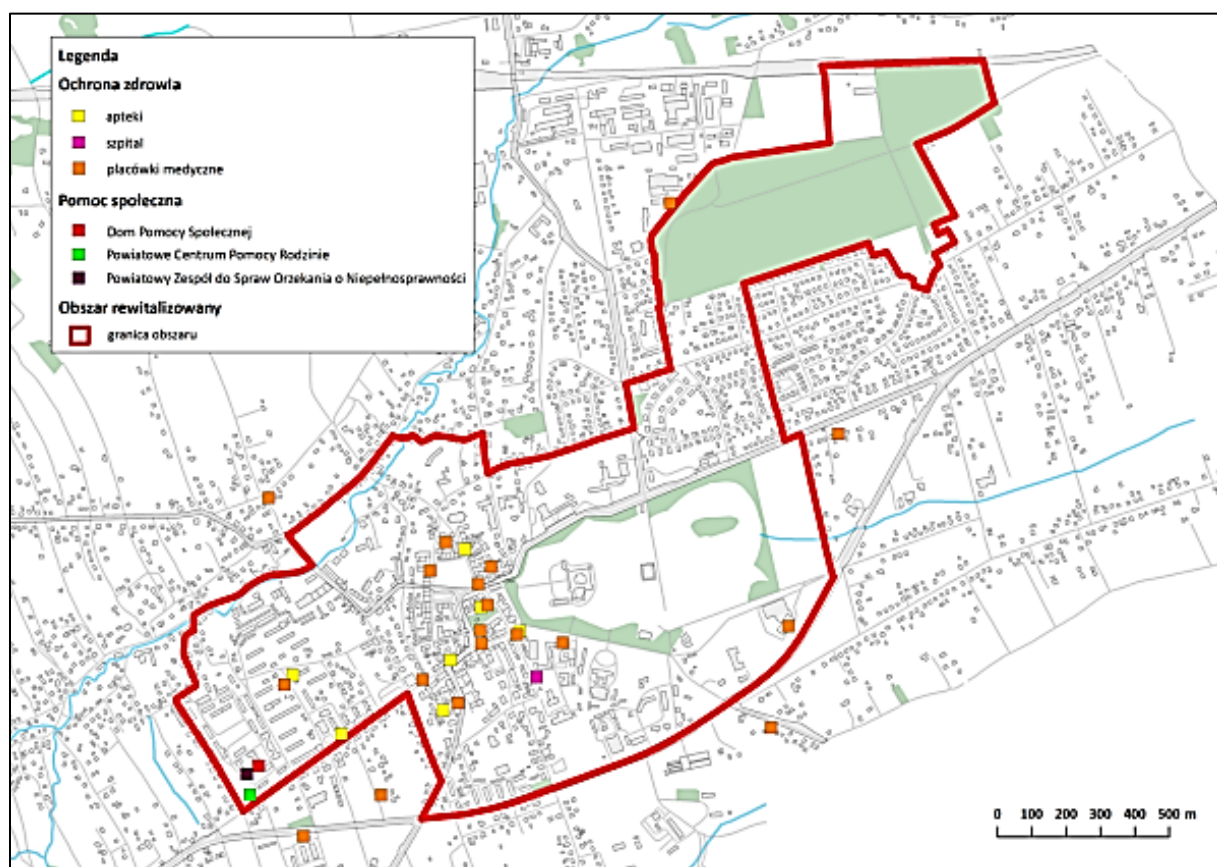 Legenda
Ochrona zdrowia
apteki
szpital
placówki medyczne
Pomoc społeczna
Dom Pomocy Społecznej
Powiatowe Centrum Pomocy Rodzinie
Powiatowy Zespół do Spraw Orzekania o Niepełnosprawności
Obszar rewitalizowany
granica obszaru
0 100 200 300 400 500 m